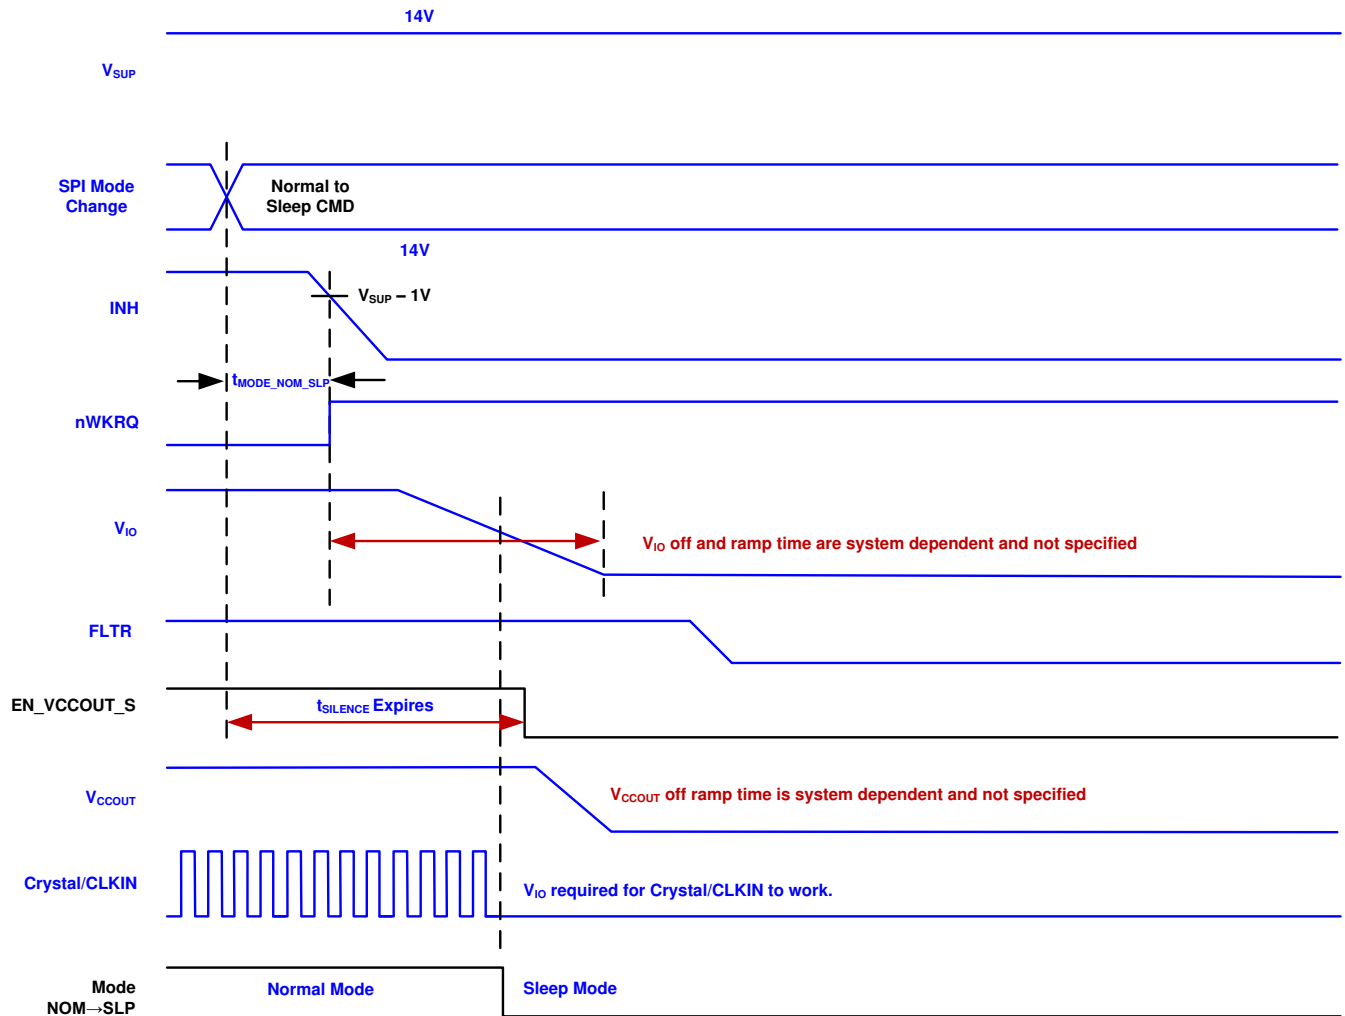 14V
VSUP
SPI Mode
Change
Normal to
Sleep CMD
14V
INH
VSUP – 1V
tMODE_NOM_SLP
nWKRQ
VIO
VIO off and ramp time are system dependent and not specified
FLTR
EN_VCCOUT_S
tSILENCE Expires
VCCOUT
VCCOUT off ramp time is system dependent and not specified
Crystal/CLKIN
VIO required for Crystal/CLKIN to work.
Mode
NOM→SLP
Normal Mode
Sleep Mode